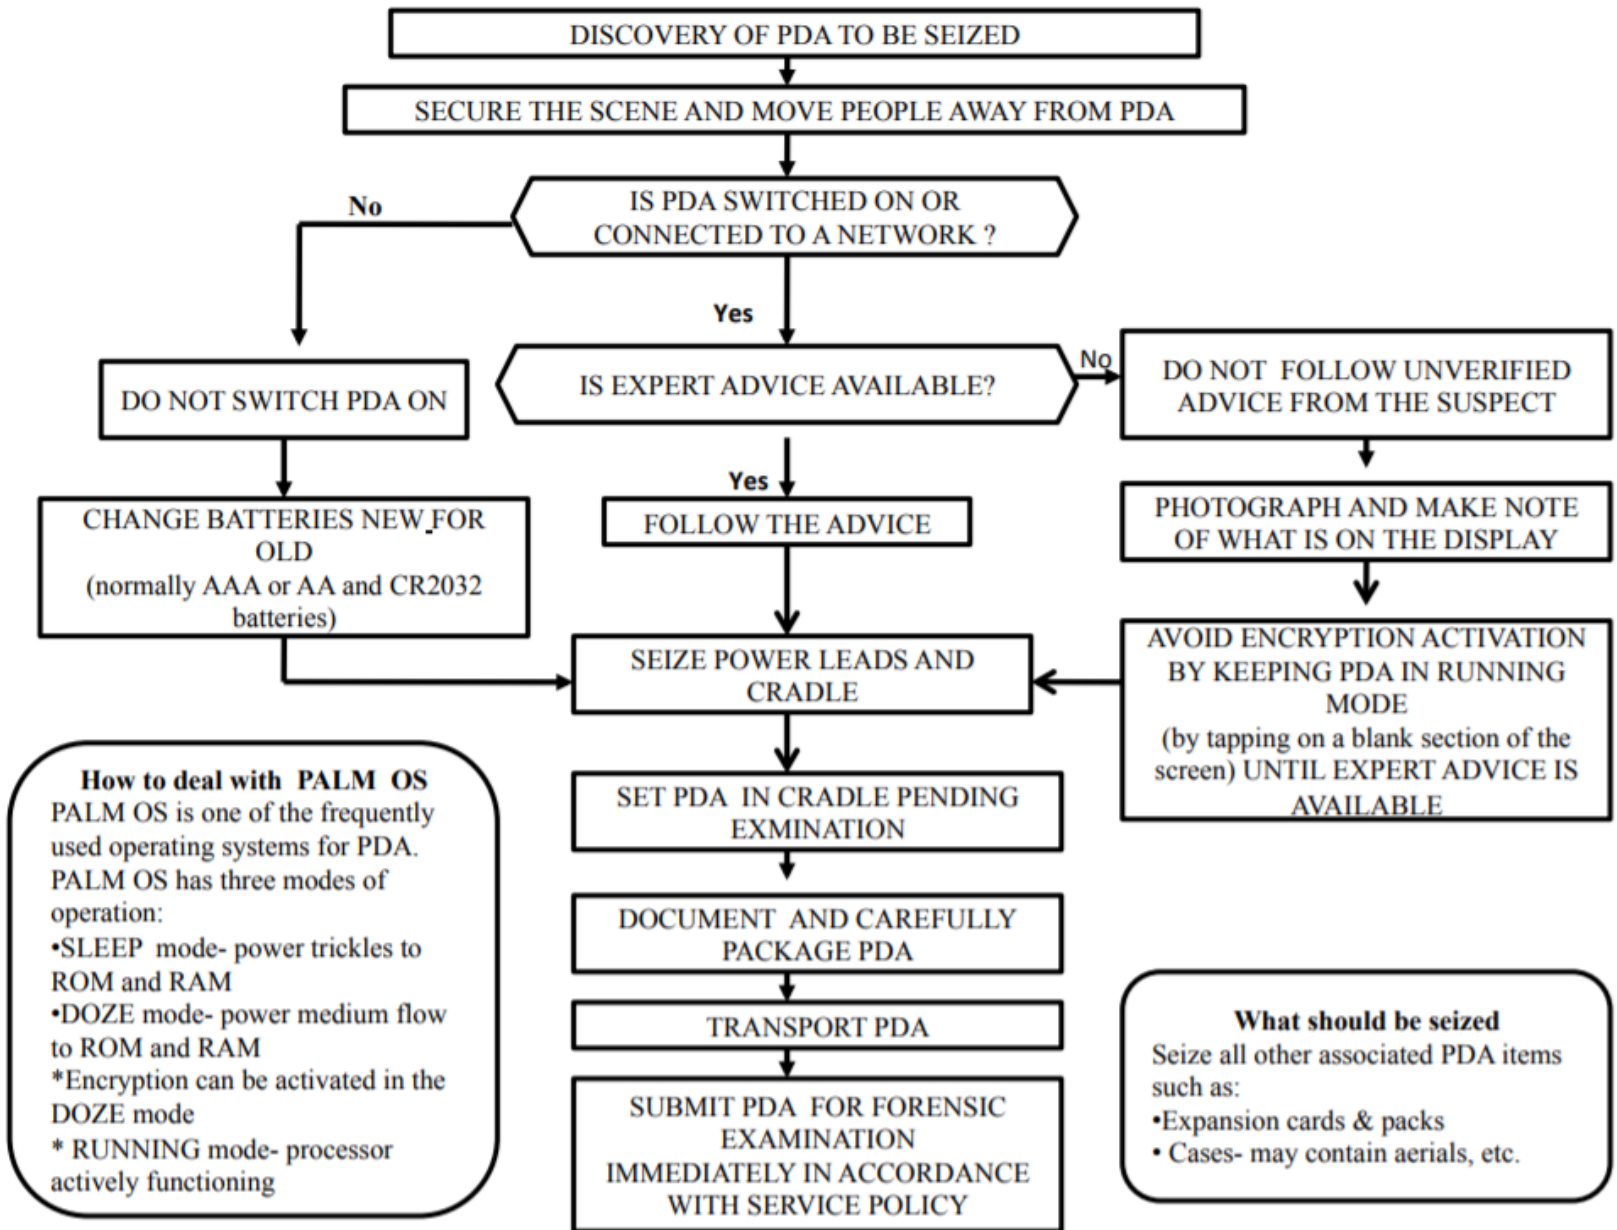 DISCOVERY OF PDA TO BE SEIZED
SECURE THE SCENE AND MOVE PEOPLE AWAY FROM PDA
IS PDA SWITCHED ON OR
CONNECTED TO A NETWORK ?
No
Yes
DO NOT SWITCH PDA ON
IS EXPERT ADVICE AVAILABLE?
No
DO NOT FOLLOW UNVERIFIED
ADVICE FROM THE SUSPECT
Yes
CHANGE BATTERIES NEW FOR
OLD
(normally AAA or AA and CR2032
batteries)
FOLLOW THE ADVICE
PHOTOGRAPH AND MAKE NOTE
OF WHAT IS ON THE DISPLAY
SEIZE POWER LEADS AND
CRADLE
AVOID ENCRYPTION ACTIVATION
BY KEEPING PDA IN RUNNING
MODE
(by tapping on a blank section of the
screen) UNTIL EXPERT ADVICE IS
AVAILABLE
SET PDA IN CRADLE PENDING
EXMINATION
DOCUMENT AND CAREFULLY
PACKAGE PDA
TRANSPORT PDA
SUBMIT PDA FOR FORENSIC
EXAMINATION
IMMEDIATELY IN ACCORDANCE
WITH SERVICE POLICY
How to deal with PALM OS
PALM OS is one of the frequently
used operating systems for PDA.
PALM OS has three modes of
operation:
•SLEEP mode- power trickles to
ROM and RAM
•DOZE mode- power medium flow
to ROM and RAM
*Encryption can be activated in the
DOZE mode
* RUNNING mode- processor
actively functioning
What should be seized
Seize all other associated PDA items
such as:
•Expansion cards & packs
• Cases- may contain aerials, etc.